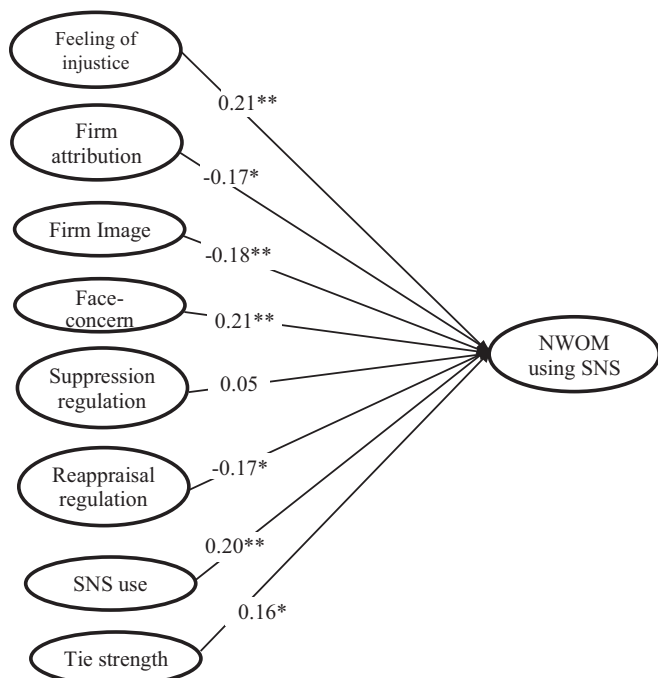 Feeling of
injustice
0.21**
Firm
attribution
-0.17*
Firm Image
-0.18**
Face-
concern
0.21**
NWOM
using SNS
Suppression
regulation
0.05
Reappraisal
regulation
-0.17*
SNS use
0.20**
0.16*
Tie strength